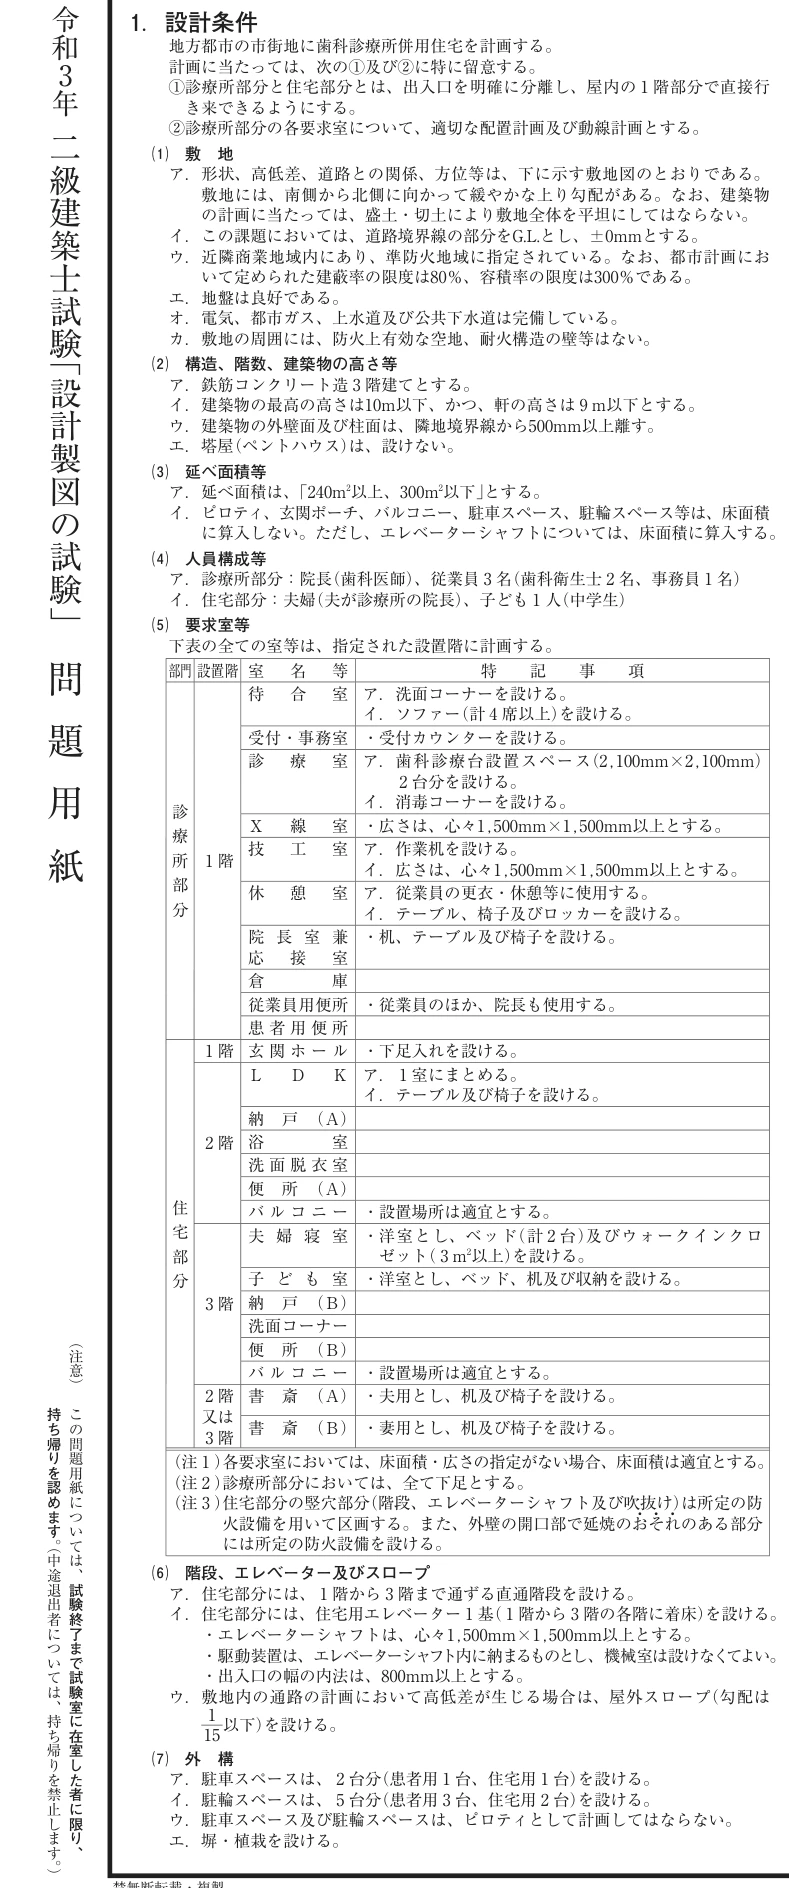 令和3年 二級建築士試験「設計製図の試験」 問題用紙
(注意) この問題用紙については、試験終了まで試験室に在室した者に限り、
持ち帰りを認めます。(中途退出者については、持ち帰りを禁止します。)
1. 設計条件
地方都市の市街地に歯科診療所併用住宅を計画する。
計画に当たっては、次の①及び②に特に留意する。
①診療所部分と住宅部分とは、出入口を明確に分離し、屋内の1階部分で直接行
き来できるようにする。
②診療所部分の各要求室について、適切な配置計画及び動線計画とする。
(1) 敷 地
ア．形状、高低差、道路との関係、方位等は、下に示す敷地図のとおりである。
敷地には、南側から北側に向かって緩やかな上り勾配がある。なお、建築物
の計画に当たっては、盛土・切土により敷地全体を平坦にしてはならない。
イ．この課題においては、道路境界線の部分をG.L.とし、±0mmとする。
ウ．近隣商業地域内にあり、準防火地域に指定されている。なお、都市計画にお
いて定められた建蔽率の限度は80％、容積率の限度は300％である。
エ．地盤は良好である。
オ．電気、都市ガス、上水道及び公共下水道は完備している。
カ．敷地の周囲には、防火上有効な空地、耐火構造の壁等はない。
(2) 構造、階数、建築物の高さ等
ア．鉄筋コンクリート造3階建てとする。
イ．建築物の最高の高さは10m以下、かつ、軒の高さは9m以下とする。
ウ．建築物の外壁面及び柱面は、隣地境界線から500mm以上離す。
エ．塔屋(ペントハウス)は、設けない。
(3) 延べ面積等
ア．延べ面積は、「240m²以上、300m²以下」とする。
イ．ピロティ、玄関ポーチ、バルコニー、駐車スペース、駐輪スペース等は、床面積
に算入しない。ただし、エレベーターシャフトについては、床面積に算入する。
(4) 人員構成等
ア．診療所部分：院長(歯科医師)、従業員3名(歯科衛生士2名、事務員1名)
イ．住宅部分：夫婦(夫が診療所の院長)、子ども1人(中学生)
(5) 要求室等
下表の全ての室等は、指定された設置階に計画する。
部門 設置階 室名等 特記事項
診療所部分 1階 待合室 ア．洗面コーナーを設ける。
イ．ソファー(計4席以上)を設ける。
受付・事務室 ・受付カウンターを設ける。
診療室 ア．歯科診療台設置スペース(2,100mm×2,100mm)
2台分を設ける。
イ．消毒コーナーを設ける。
X線室 ・広さは、心々1,500mm×1,500mm以上とする。
技工室 ア．作業机を設ける。
イ．広さは、心々1,500mm×1,500mm以上とする。
休憩室 ア．従業員の更衣・休憩等に使用する。
イ．テーブル、椅子及びロッカーを設ける。
院長室兼 ・机、テーブル及び椅子を設ける。
応接室
倉庫
従業員用便所 ・従業員のほか、院長も使用する。
患者用便所
住宅部分 1階 玄関ホール ・下足入れを設ける。
2階 LDK ア．1室にまとめる。
イ．テーブル及び椅子を設ける。
納戸(A)
浴室
洗面脱衣室
便所(A)
バルコニー ・設置場所は適宜とする。
3階 夫婦寝室 ・洋室とし、ベッド(計2台)及びウォークインクロ
ゼット(3m²以上)を設ける。
子ども室 ・洋室とし、ベッド、机及び収納を設ける。
納戸(B)
洗面コーナー
便所(B)
バルコニー ・設置場所は適宜とする。
2階又は3階 書斎(A) ・夫用とし、机及び椅子を設ける。
書斎(B) ・妻用とし、机及び椅子を設ける。
(注1)各要求室においては、床面積・広さの指定がない場合、床面積は適宜とする。
(注2)診療所部分においては、全て下足とする。
(注3)住宅部分の竪穴部分(階段、エレベーターシャフト及び吹抜け)は所定の防
火設備を用いて区画する。また、外壁の開口部で延焼のおそれのある部分
には所定の防火設備を設ける。
(6) 階段、エレベーター及びスロープ
ア．住宅部分には、1階から3階まで通ずる直通階段を設ける。
イ．住宅部分には、住宅用エレベーター1基(1階から3階の各階に着床)を設ける。
・エレベーターシャフトは、心々1,500mm×1,500mm以上とする。
・駆動装置は、エレベーターシャフト内に納まるものとし、機械室は設けなくてよい。
・出入口の幅の内法は、800mm以上とする。
ウ．敷地内の通路の計画において高低差が生じる場合は、屋外スロープ(勾配は
1/15以下)を設ける。
(7) 外 構
ア．駐車スペースは、2台分(患者用1台、住宅用1台)を設ける。
イ．駐輪スペースは、5台分(患者用3台、住宅用2台)を設ける。
ウ．駐車スペース及び駐輪スペースは、ピロティとして計画してはならない。
エ．塀・植栽を設ける。
禁無断転載・複製